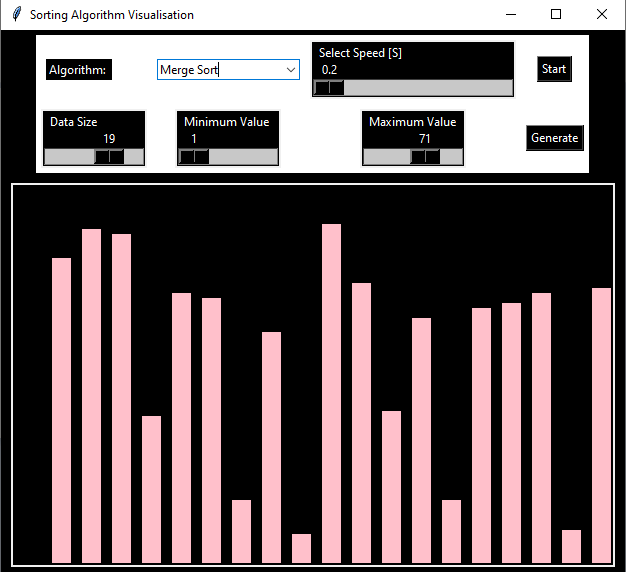 Sorting Algorithm Visualisation
Algorithm:
Merge Sort
Select Speed [S]
0.2
Start
Data Size
19
Minimum Value
1
Maximum Value
71
Generate